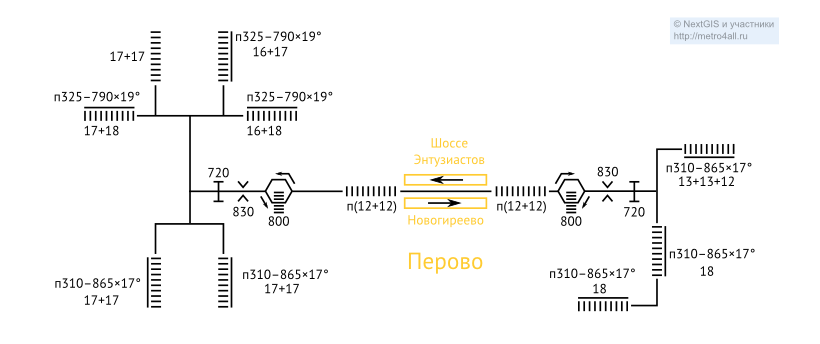 © NextGIS и участники
http://metro4all.ru
17+17
п325–790×19°
16+17
п325–790×19°
17+18
п325–790×19°
16+18
Шоссе
Энтузиастов
720
830
800
п(12+12)
п(12+12)
Новогиреево
Перово
830
720
800
п310–865×17°
13+13+12
п310–865×17°
18
п310–865×17°
18
п310–865×17°
17+17
п310–865×17°
17+17